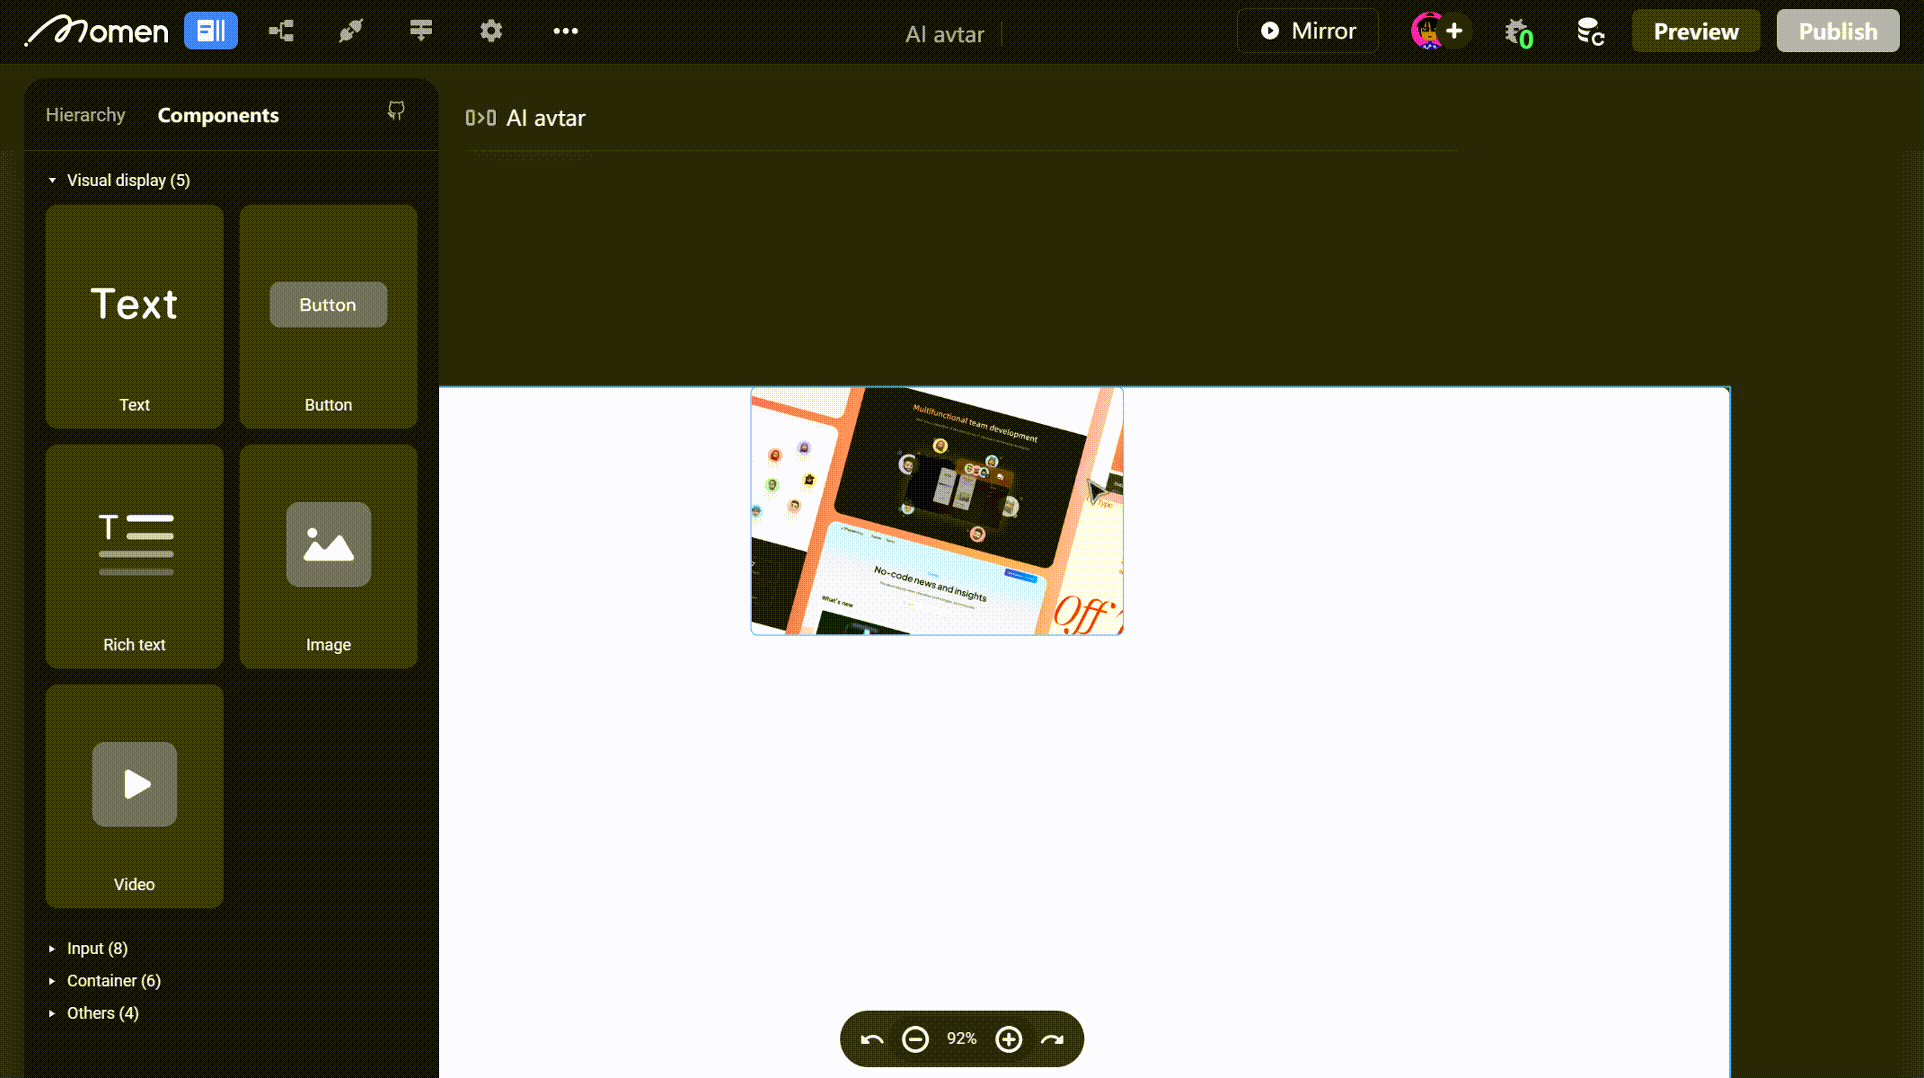 Momen
AI avtar
Mirror
0
Preview
Publish
Hierarchy
Components
AI avtar
Visual display (5)
Text
Button
Text
Button
T
Rich text
Image
Video
Input (8)
Container (6)
Others (4)
Multifunctional team development
No-code news and insights
What's new
Off
92%